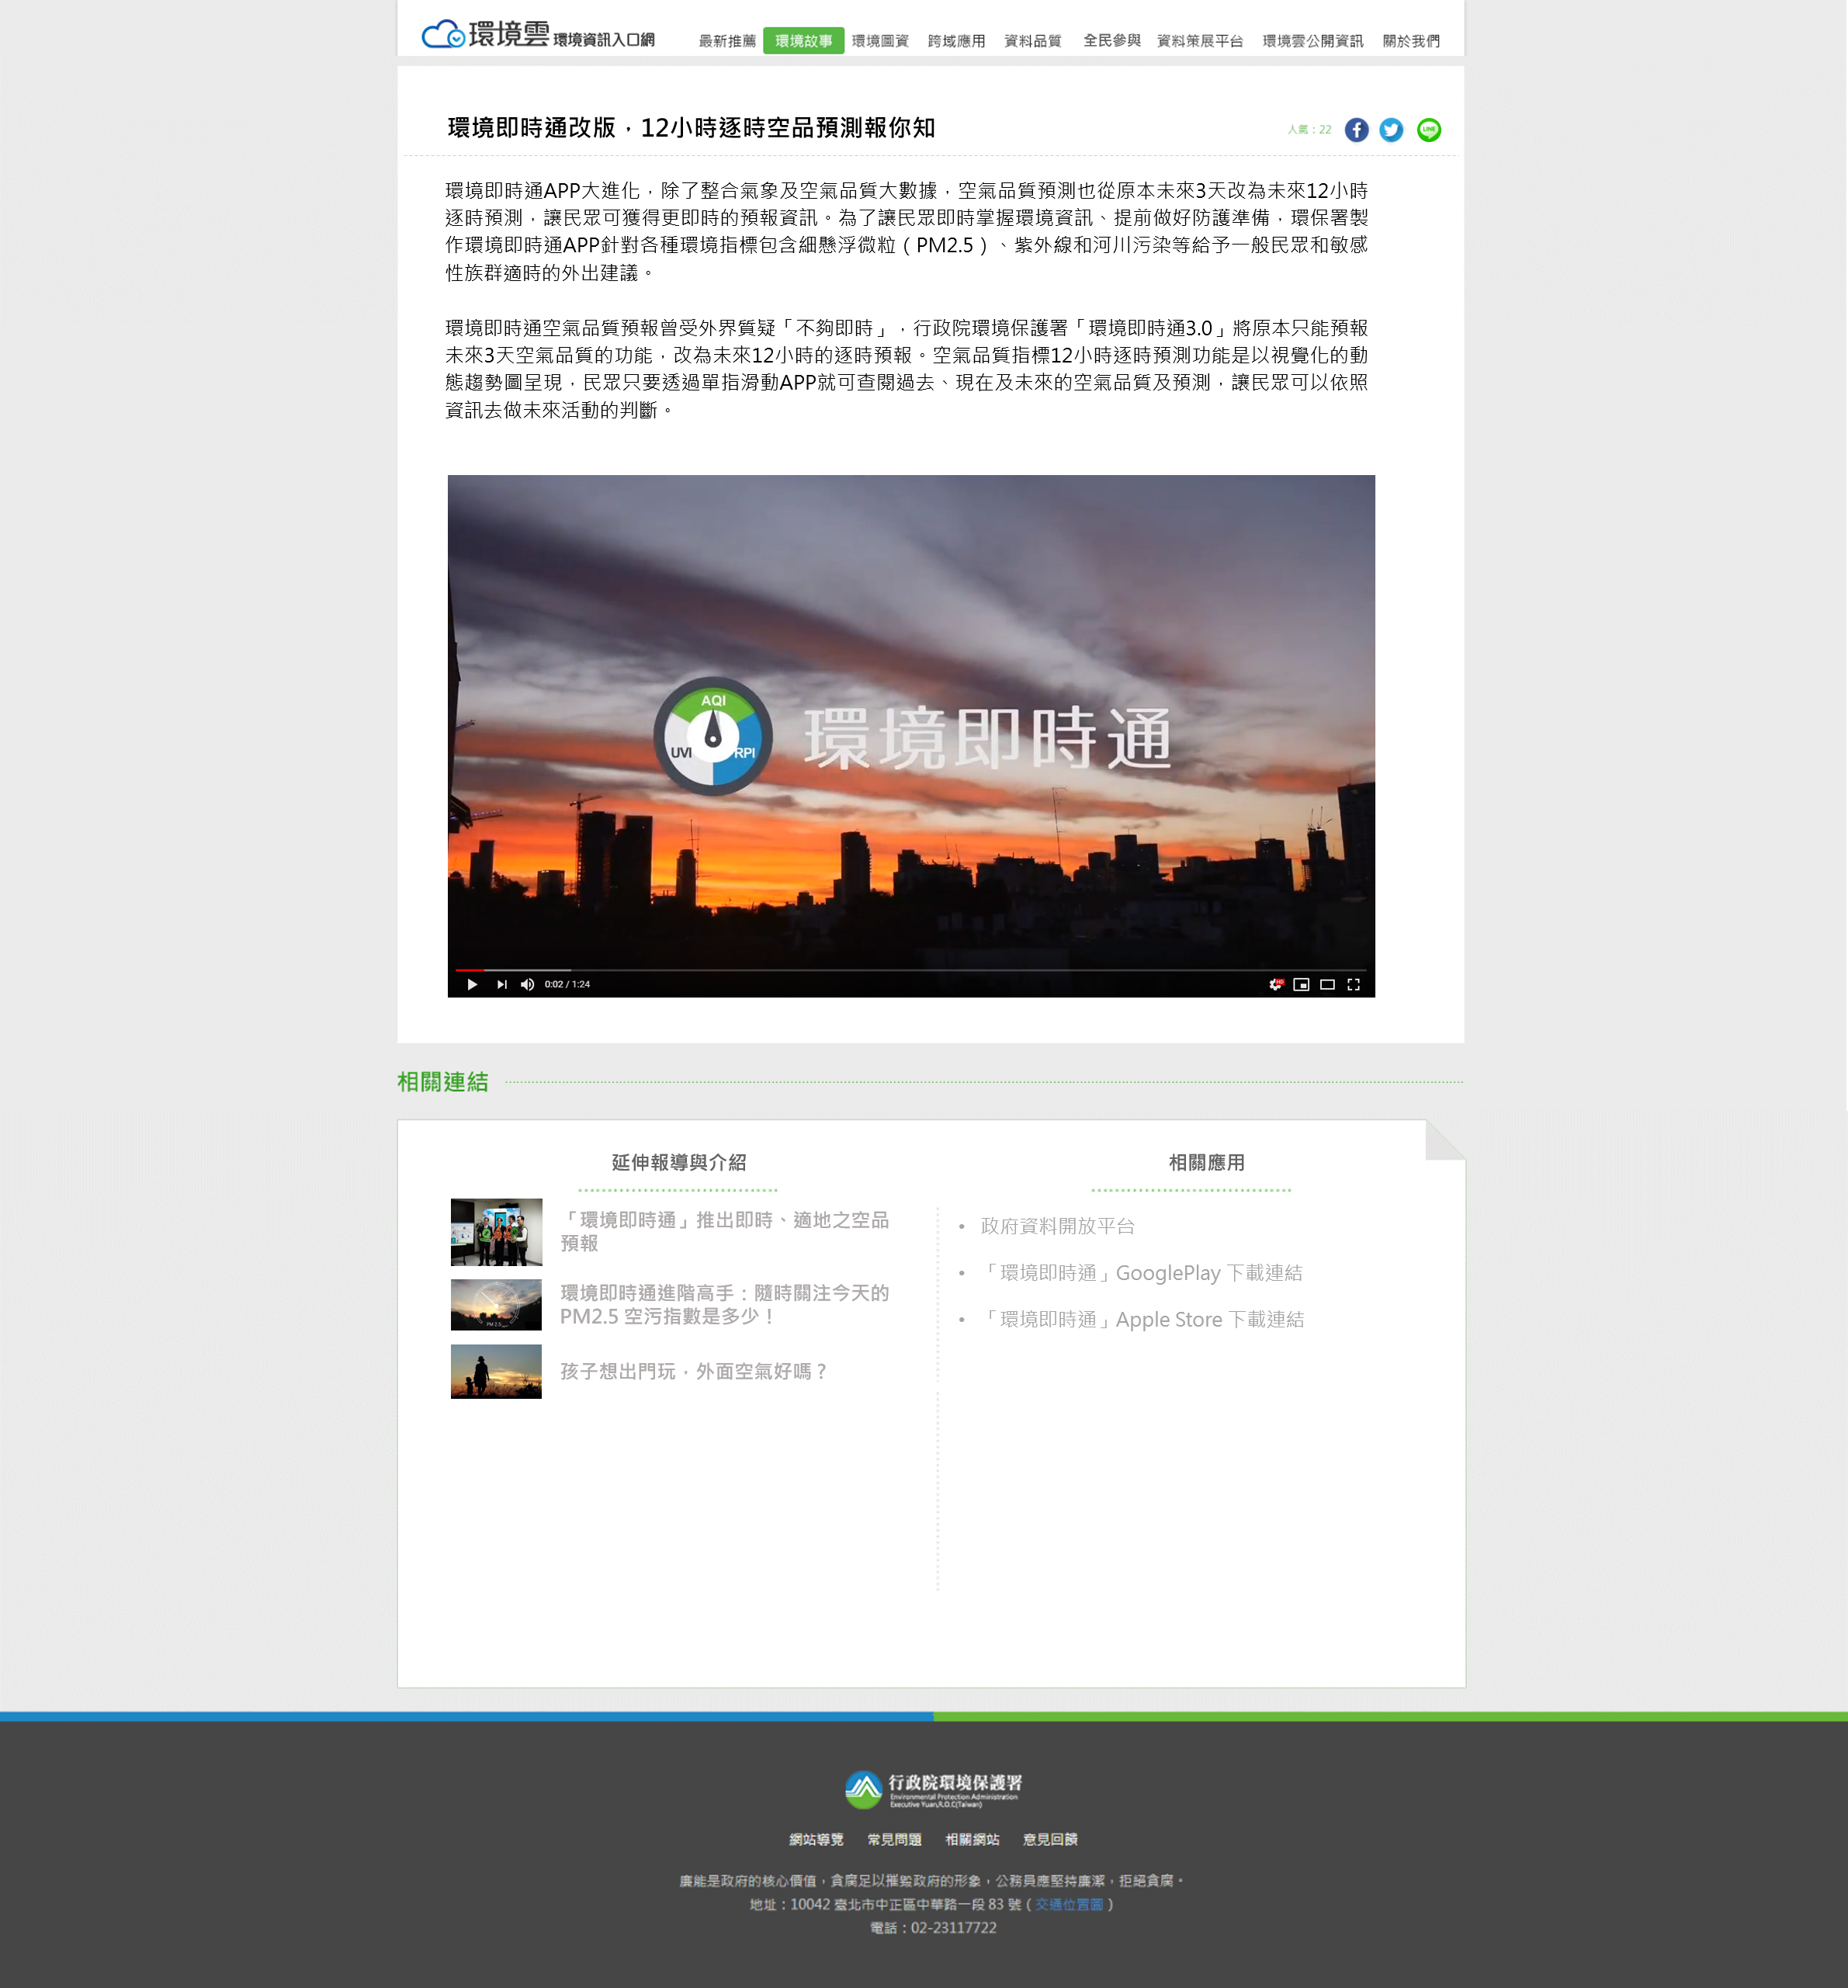 環境雲 環境資訊入口網
最新推薦 環境故事 環境圖資 跨域應用 資料品質 全民參與 資料策展平台 環境雲公開資訊 關於我們
環境即時通改版，12小時逐時空品預測報你知
人氣：22
LINE
環境即時通APP大進化，除了整合氣象及空氣品質大數據，空氣品質預測也從原本未來3天改為未來12小時
逐時預測，讓民眾可獲得更即時的預報資訊。為了讓民眾即時掌握環境資訊、提前做好防護準備，環保署製
作環境即時通APP針對各種環境指標包含細懸浮微粒（PM2.5）、紫外線和河川污染等給予一般民眾和敏感
性族群適時的外出建議。
環境即時通空氣品質預報曾受外界質疑「不夠即時」，行政院環境保護署「環境即時通3.0」將原本只能預報
未來3天空氣品質的功能，改為未來12小時的逐時預報。空氣品質指標12小時逐時預測功能是以視覺化的動
態趨勢圖呈現，民眾只要透過單指滑動APP就可查閱過去、現在及未來的空氣品質及預測，讓民眾可以依照
資訊去做未來活動的判斷。
AQI
UVI
RPI
環境即時通
0:02 / 1:24
HD
相關連結
延伸報導與介紹
「環境即時通」推出即時、適地之空品
預報
環境即時通進階高手：隨時關注今天的
PM2.5 空污指數是多少！
PM 2.5
孩子想出門玩，外面空氣好嗎？
相關應用
• 政府資料開放平台
• 「環境即時通」GooglePlay 下載連結
• 「環境即時通」Apple Store 下載連結
行政院環境保護署
Environmental Protection Administration
Executive Yuan,R.O.C(Taiwan)
網站導覽 常見問題 相關網站 意見回饋
廉能是政府的核心價值，貪腐足以摧毀政府的形象，公務員應堅持廉潔，拒絕貪腐。
地址：10042 臺北市中正區中華路一段 83 號（交通位置圖）
電話：02-23117722